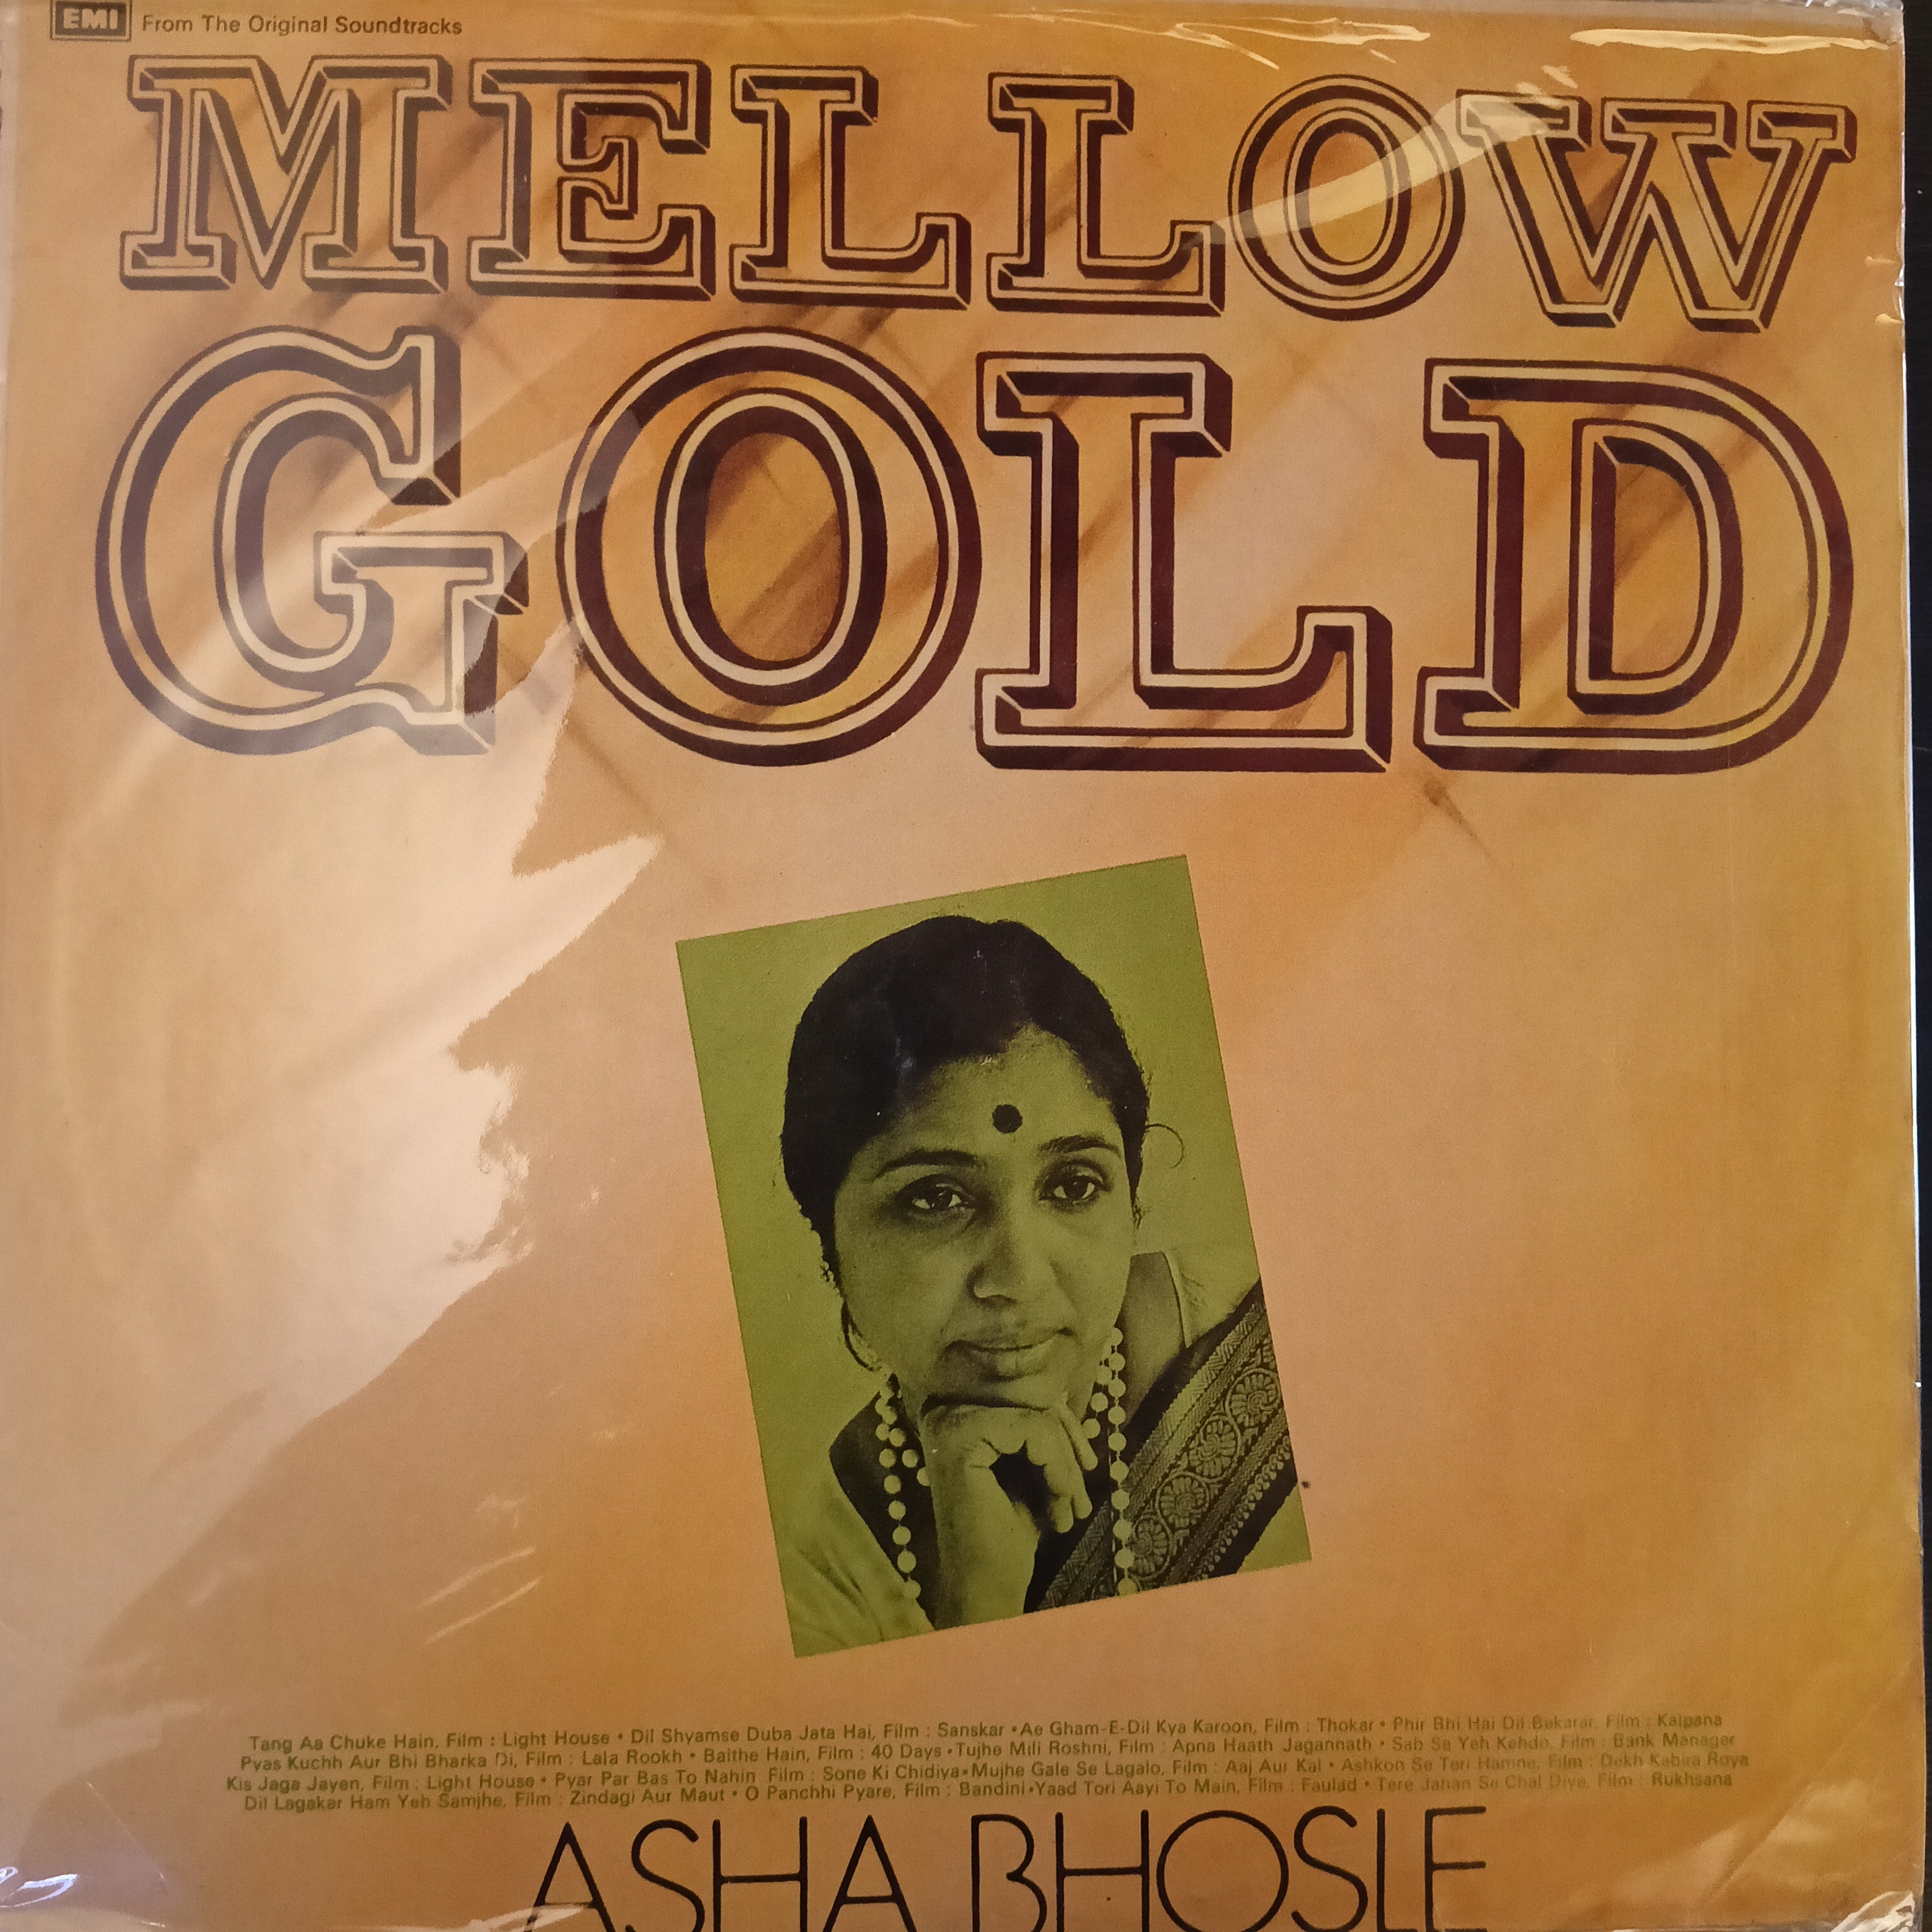 EMI From The Original Soundtracks
MELLOW
GOLD
Tang Aa Chuke Hain, Film : Light House • Dil Shyamse Duba Jata Hai, Film : Sanskar • Ae Gham-E-Dil Kya Karoon, Film : Thokar • Phir Bhi Hai Dil Bekarar, Film : Kalpana
Pyas Kuchh Aur Bhi Bharka Di, Film : Lala Rookh • Baithe Hain, Film : 40 Days • Tujhe Mili Roshni, Film : Apna Haath Jagannath • Sab Se Yeh Kehdo, Film : Bank Manager
Kis Jaga Jayen, Film : Light House • Pyar Par Bas To Nahin Film : Sone Ki Chidiya • Mujhe Gale Se Lagalo, Film : Aaj Aur Kal • Ashkon Se Teri Hamne, Film : Dekh Kabira Roya
Dil Lagakar Ham Yeh Samjhe, Film : Zindagi Aur Maut • O Panchhi Pyare, Film : Bandini • Yaad Tori Aayi To Main, Film : Faulad • Tere Jahan Se Chal Diye, Film : Rukhsana
ASHA BHOSLE